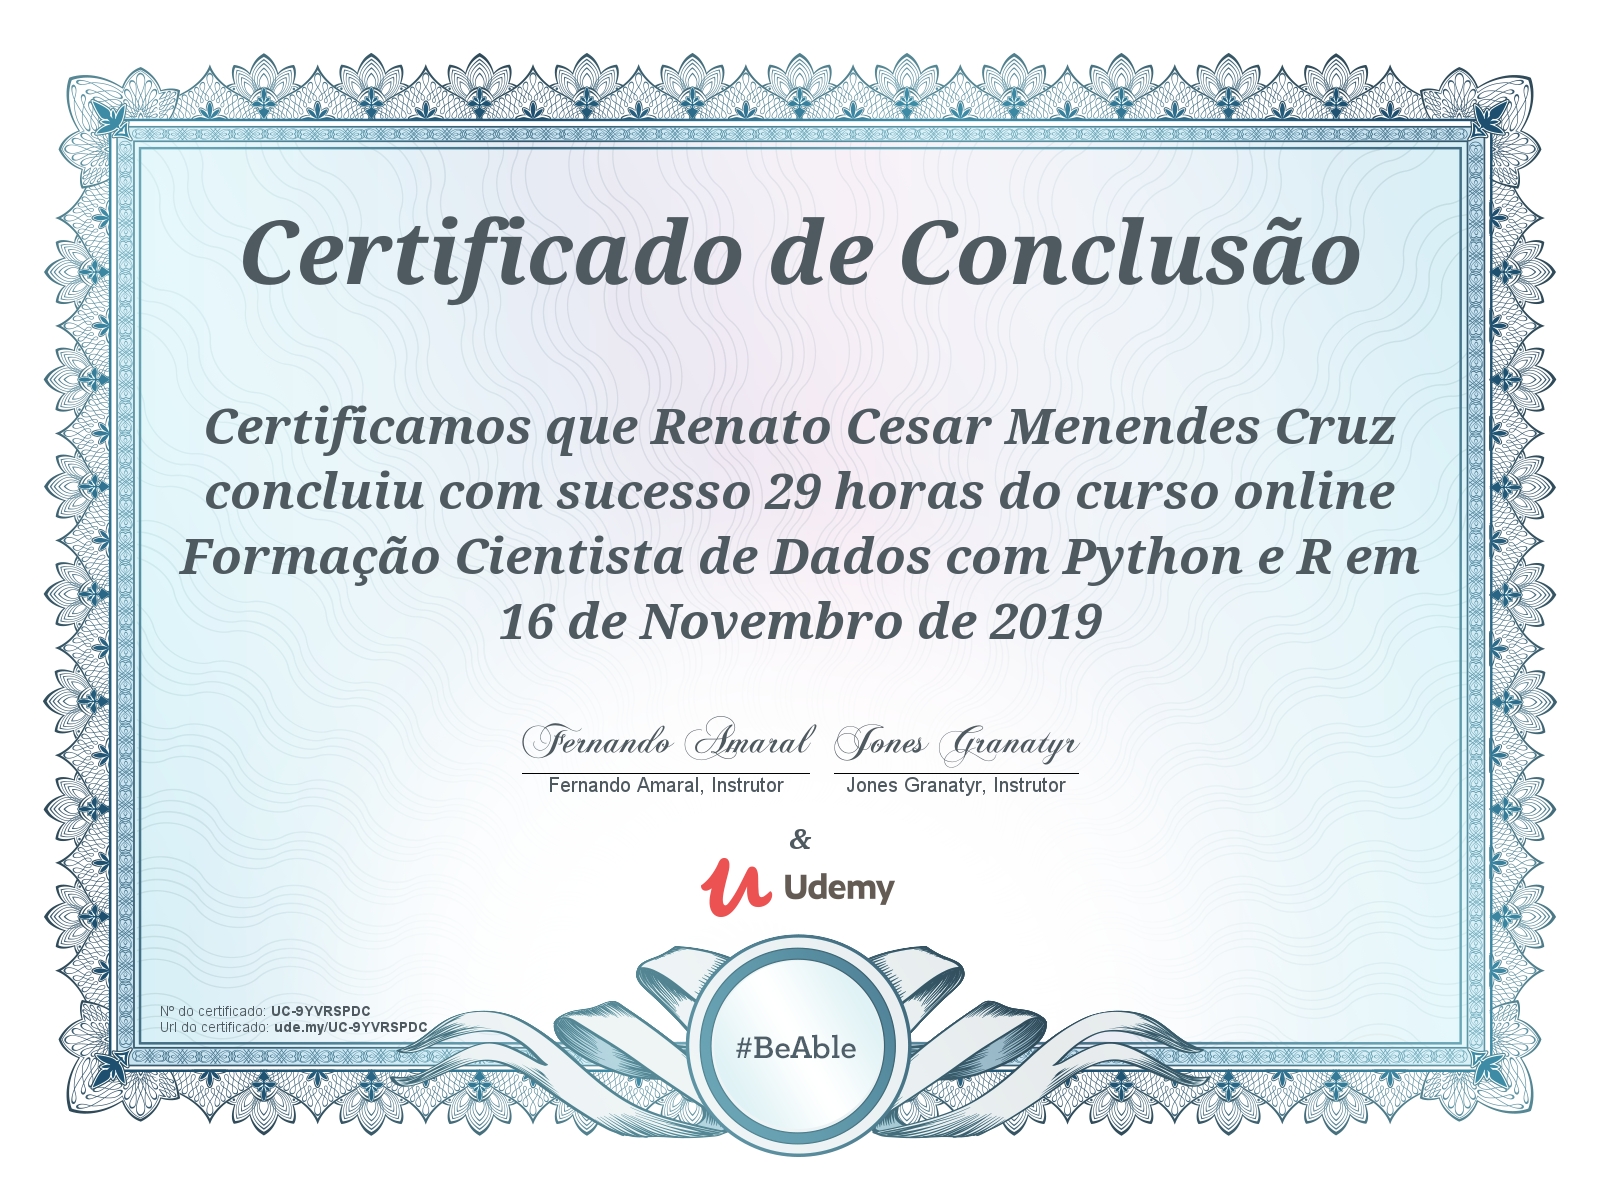 Certificado de Conclusão
Certificamos que Renato Cesar Menendes Cruz
concluiu com sucesso 29 horas do curso online
Formação Cientista de Dados com Python e R em
16 de Novembro de 2019
Fernando Amaral Jones Granatyr
Fernando Amaral, Instrutor Jones Granatyr, Instrutor
&
Udemy
Nº do certificado: UC-9YVRSPDC
Url do certificado: ude.my/UC-9YVRSPDC
#BeAble